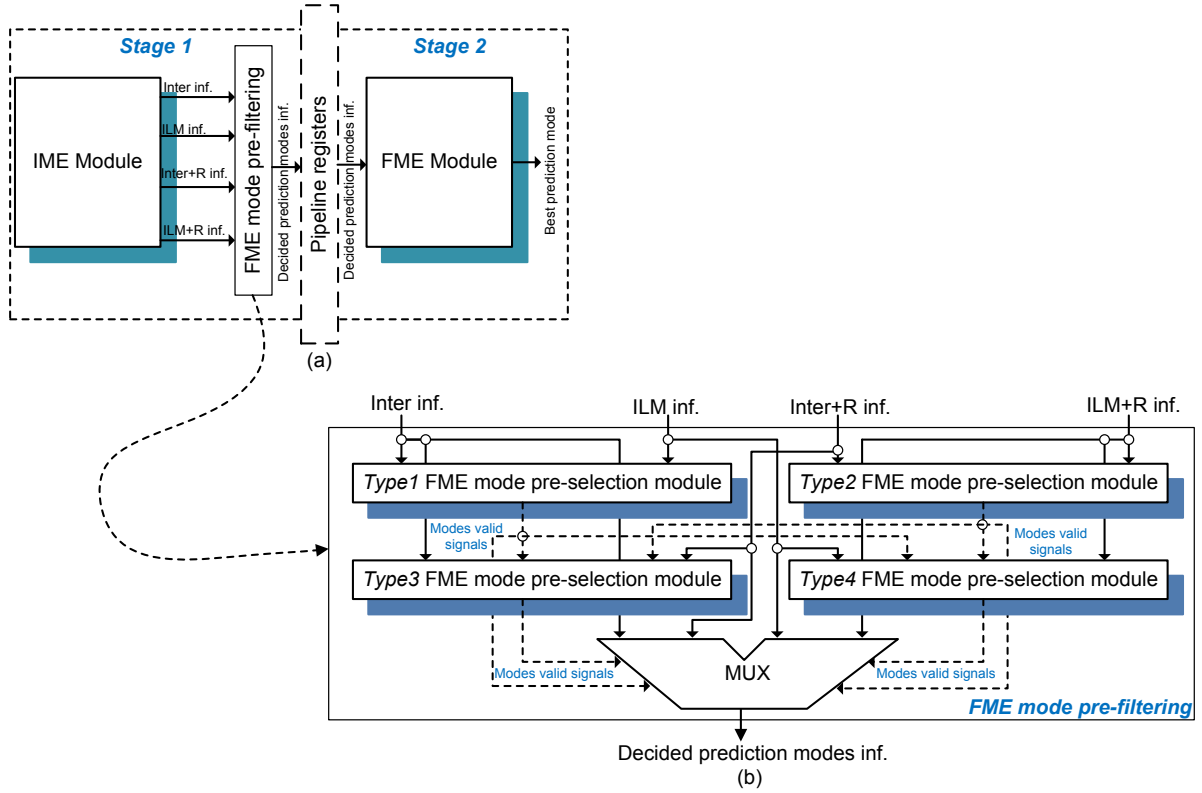 Stage 1
Stage 2
IME Module
Inter inf.
ILM inf.
Inter+R inf.
ILM+R inf.
FME mode pre-filtering
Decided prediction modes inf.
Pipeline registers
Decided prediction modes inf.
FME Module
Best prediction mode
(a)
Inter inf.
ILM inf.
Inter+R inf.
ILM+R inf.
Type1 FME mode pre-selection module
Type2 FME mode pre-selection module
Modes valid
signals
Modes valid
signals
Type3 FME mode pre-selection module
Type4 FME mode pre-selection module
Modes valid signals
MUX
Modes valid signals
FME mode pre-filtering
Decided prediction modes inf.
(b)